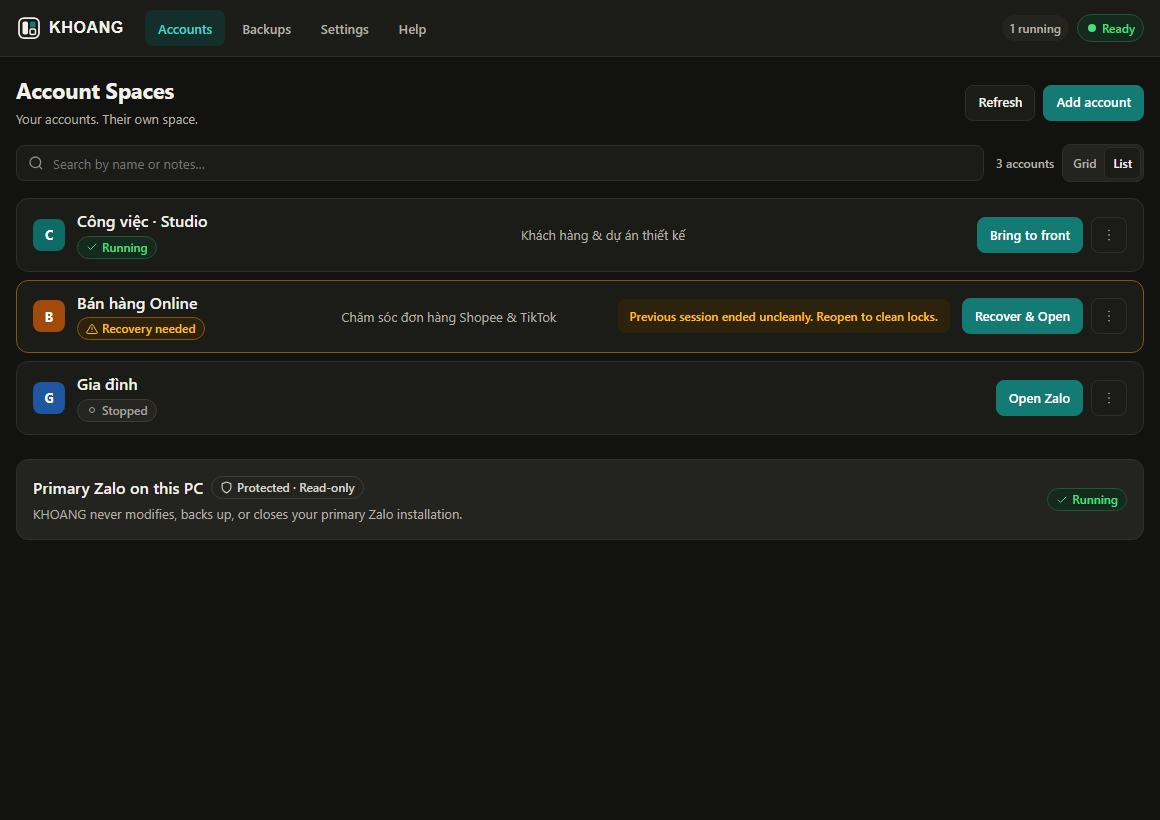 KHOANG
Accounts
Backups
Settings
Help
1 running
Ready
Account Spaces
Your accounts. Their own space.
Refresh
Add account
Search by name or notes...
3 accounts
Grid
List
C
Công việc · Studio
Running
Khách hàng & dự án thiết kế
Bring to front
B
Bán hàng Online
Recovery needed
Chăm sóc đơn hàng Shopee & TikTok
Previous session ended uncleanly. Reopen to clean locks.
Recover & Open
G
Gia đình
Stopped
Open Zalo
Primary Zalo on this PC
Protected · Read-only
KHOANG never modifies, backs up, or closes your primary Zalo installation.
Running